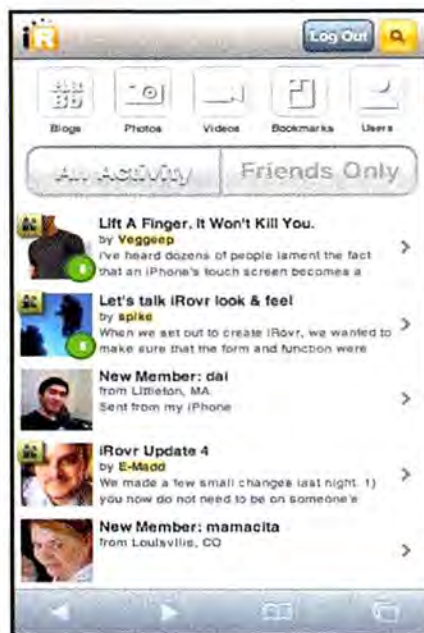 iR
Log Out
Blogs Photos Videos Bookmarks Users
All Activity Friends Only
Lift A Finger. It Won't Kill You.
by Veggeep
I've heard dozens of people lament the fact
that an iPhone's touch screen becomes a
Let's talk iRovr look & feel
by spike
When we set out to create iRovr, we wanted to
make sure that the form and function were
New Member: dal
from Littleton, MA
Sent from my iPhone
iRovr Update 4
by E-Madd
We made a few small changes last night. 1)
you now do not need to be on someone's
New Member: mamacita
from Louisville, CO